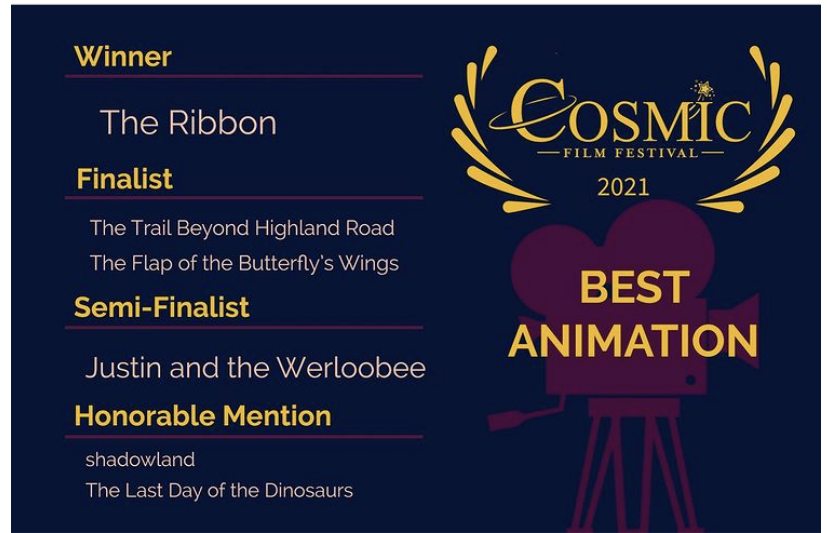 Winner
The Ribbon
Finalist
The Trail Beyond Highland Road
The Flap of the Butterfly's Wings
Semi-Finalist
Justin and the Werloobee
Honorable Mention
shadowland
The Last Day of the Dinosaurs
COSMIC
FILM FESTIVAL
2021
BEST
ANIMATION